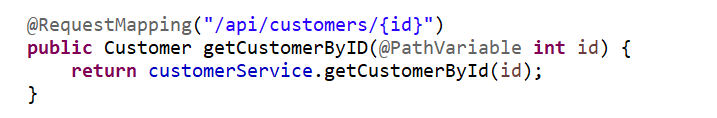 @RequestMapping("/api/customers/{id}")
public Customer getCustomerByID(@PathVariable int id) {
    return customerService.getCustomerById(id);
}